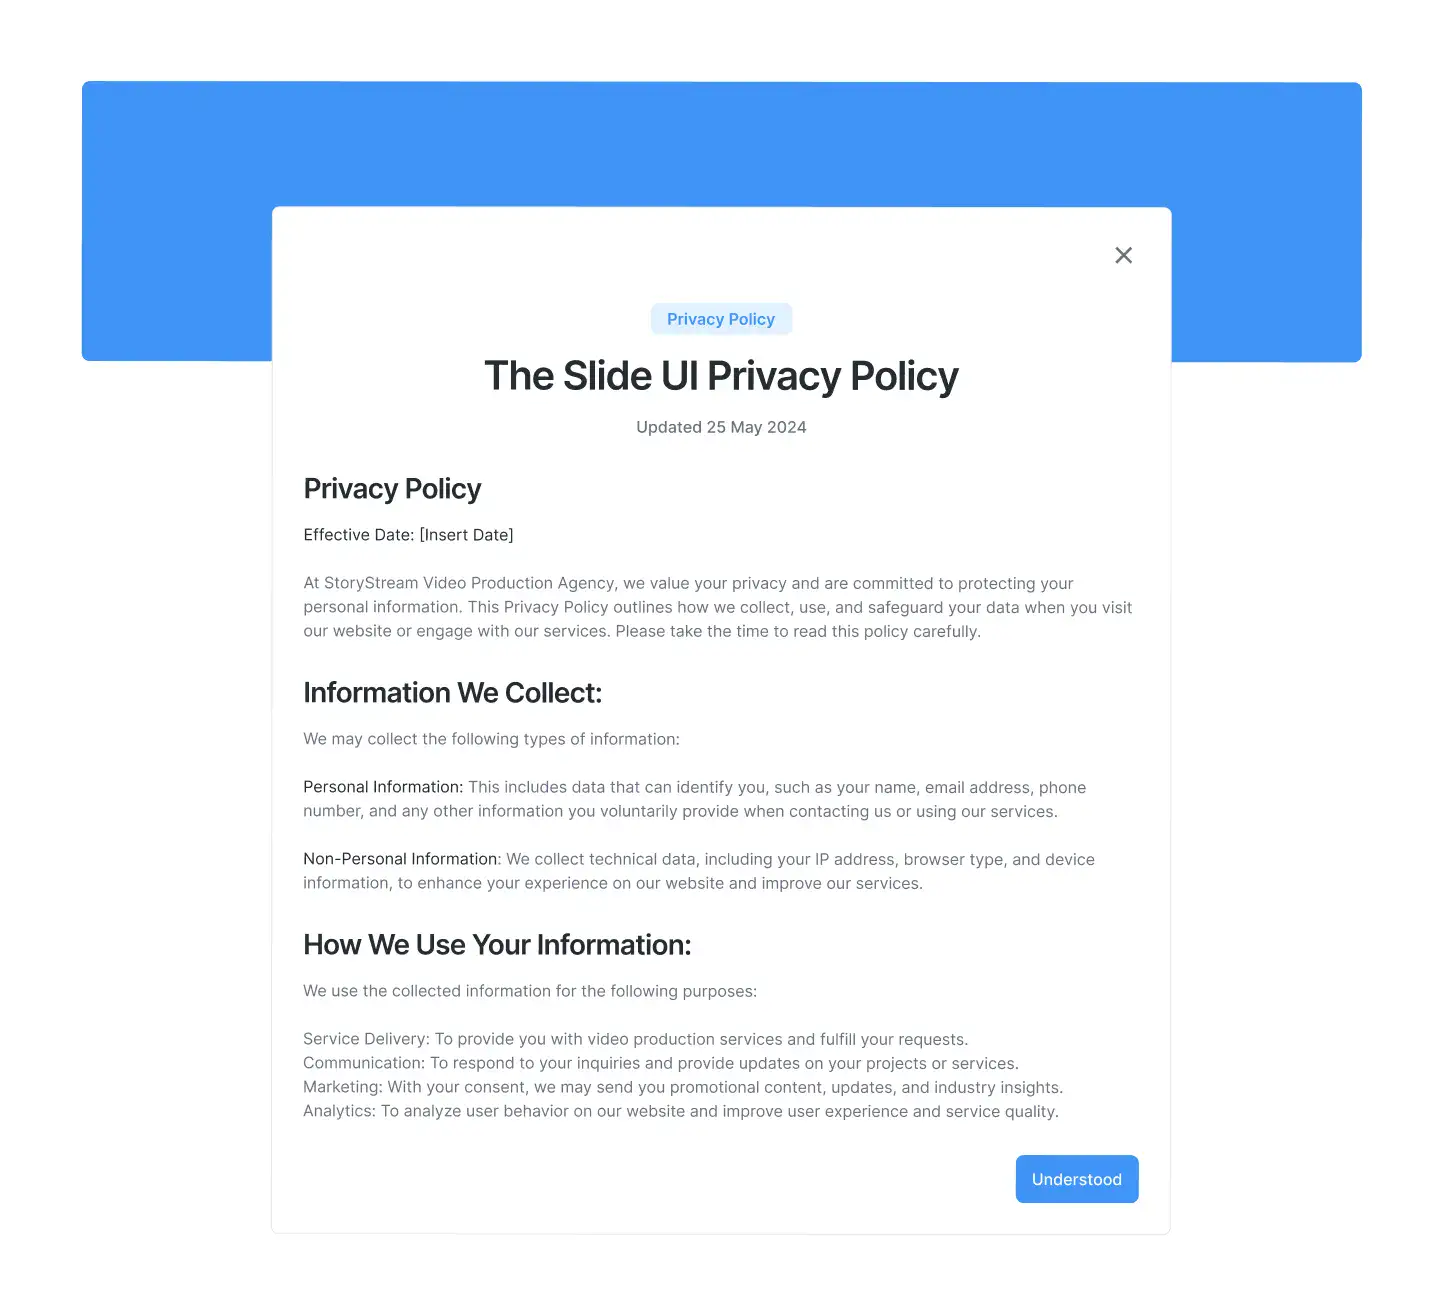 Privacy Policy
The Slide UI Privacy Policy
Updated 25 May 2024
Privacy Policy
Effective Date: [Insert Date]
At StoryStream Video Production Agency, we value your privacy and are committed to protecting your
personal information. This Privacy Policy outlines how we collect, use, and safeguard your data when you visit
our website or engage with our services. Please take the time to read this policy carefully.
Information We Collect:
We may collect the following types of information:
Personal Information: This includes data that can identify you, such as your name, email address, phone
number, and any other information you voluntarily provide when contacting us or using our services.
Non-Personal Information: We collect technical data, including your IP address, browser type, and device
information, to enhance your experience on our website and improve our services.
How We Use Your Information:
We use the collected information for the following purposes:
Service Delivery: To provide you with video production services and fulfill your requests.
Communication: To respond to your inquiries and provide updates on your projects or services.
Marketing: With your consent, we may send you promotional content, updates, and industry insights.
Analytics: To analyze user behavior on our website and improve user experience and service quality.
Understood